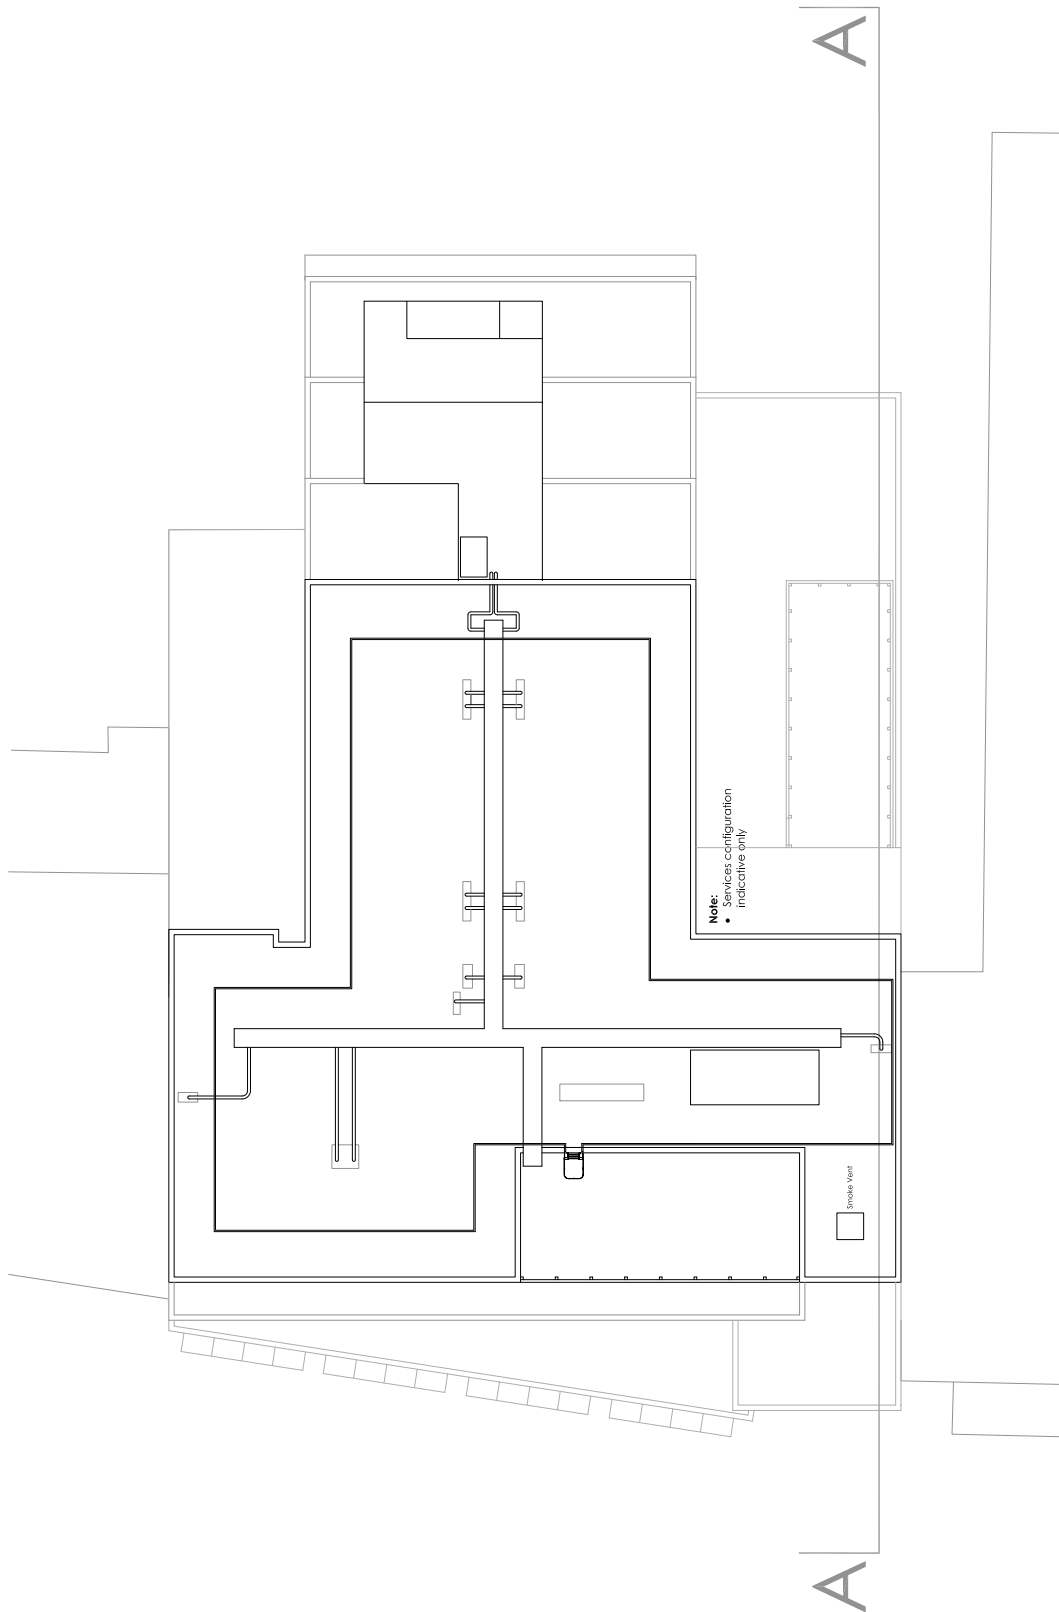 A
Note:
• Services configuration
indicative only
Smoke Vent
A